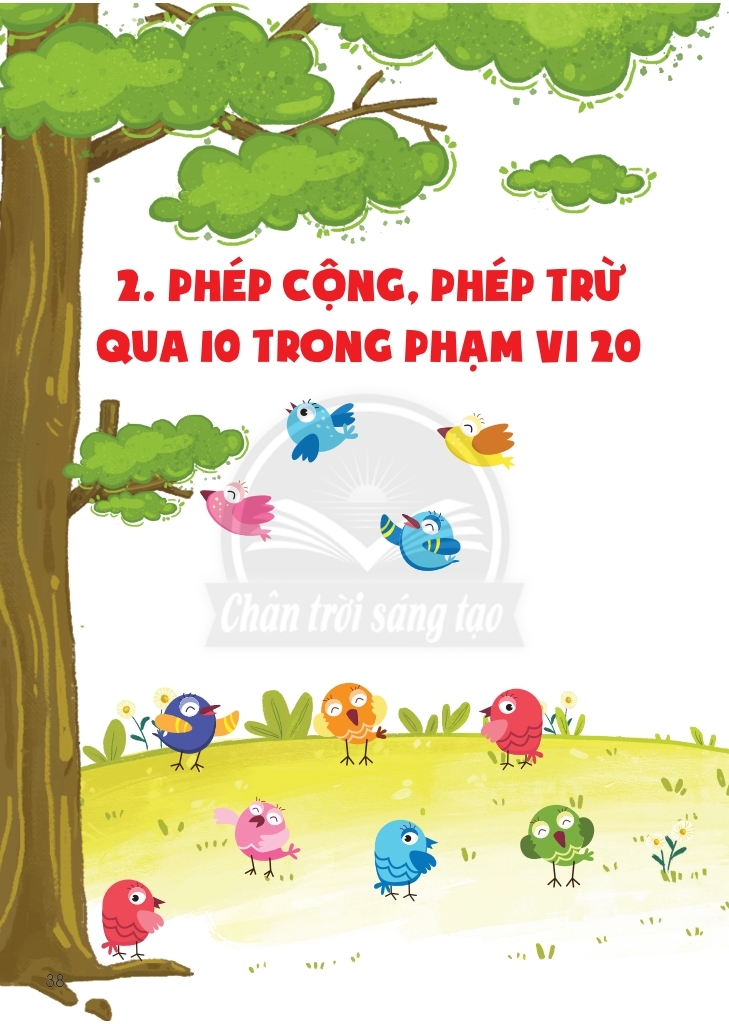 2. PHÉP CỘNG, PHÉP TRỪ
QUA 10 TRONG PHẠM VI 20
Chân trời sáng tạo
38